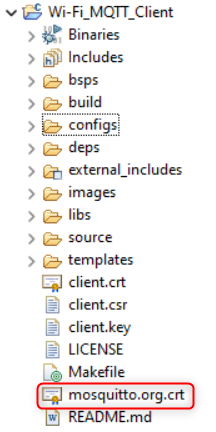 Wi-Fi_MQTT_Client
Binaries
Includes
bsps
build
configs
deps
external_includes
images
libs
source
templates
client.crt
client.csr
client.key
LICENSE
Makefile
mosquitto.org.crt
README.md